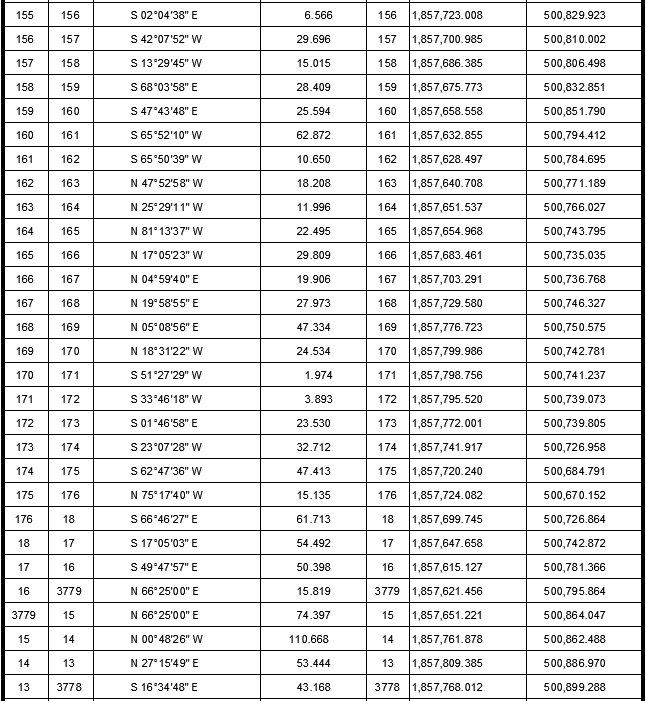 155 156 S 02°04'38" E 6.566 156 1,857,723.008 500,829.923
156 157 S 42°07'52" W 29.696 157 1,857,700.985 500,810.002
157 158 S 13°29'45" W 15.015 158 1,857,686.385 500,806.498
158 159 S 68°03'58" E 28.409 159 1,857,675.773 500,832.851
159 160 S 47°43'48" E 25.594 160 1,857,658.558 500,851.790
160 161 S 65°52'10" W 62.872 161 1,857,632.855 500,794.412
161 162 S 65°50'39" W 10.650 162 1,857,628.497 500,784.695
162 163 N 47°52'58" W 18.208 163 1,857,640.708 500,771.189
163 164 N 25°29'11" W 11.996 164 1,857,651.537 500,766.027
164 165 N 81°13'37" W 22.495 165 1,857,654.968 500,743.795
165 166 N 17°05'23" W 29.809 166 1,857,683.461 500,735.035
166 167 N 04°59'40" E 19.906 167 1,857,703.291 500,736.768
167 168 N 19°58'55" E 27.973 168 1,857,729.580 500,746.327
168 169 N 05°08'56" E 47.334 169 1,857,776.723 500,750.575
169 170 N 18°31'22" W 24.534 170 1,857,799.986 500,742.781
170 171 S 51°27'29" W 1.974 171 1,857,798.756 500,741.237
171 172 S 33°46'18" W 3.893 172 1,857,795.520 500,739.073
172 173 S 01°46'58" E 23.530 173 1,857,772.001 500,739.805
173 174 S 23°07'28" W 32.712 174 1,857,741.917 500,726.958
174 175 S 62°47'36" W 47.413 175 1,857,720.240 500,684.791
175 176 N 75°17'40" W 15.135 176 1,857,724.082 500,670.152
176 18 S 66°46'27" E 61.713 18 1,857,699.745 500,726.864
18 17 S 17°05'03" E 54.492 17 1,857,647.658 500,742.872
17 16 S 49°47'57" E 50.398 16 1,857,615.127 500,781.366
16 3779 N 66°25'00" E 15.819 3779 1,857,621.456 500,795.864
3779 15 N 66°25'00" E 74.397 15 1,857,651.221 500,864.047
15 14 N 00°48'26" W 110.668 14 1,857,761.878 500,862.488
14 13 N 27°15'49" E 53.444 13 1,857,809.385 500,886.970
13 3778 S 16°34'48" E 43.168 3778 1,857,768.012 500,899.288